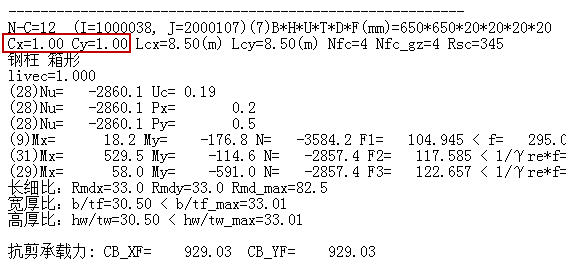 N-C=12 (I=1000038, J=2000107)(7)B*H*U*T*D*F(mm)=650*650*20*20*20*20
Cx=1.00 Cy=1.00 Lcx=8.50(m) Lcy=8.50(m) Nfc=4 Nfc_gz=4 Rsc=345
钢柱 箱形
livec=1.000
(28)Nu= -2860.1 Uc= 0.19
(28)Nu= -2860.1 Px= 0.2
(28)Nu= -2860.1 Py= 0.5
(9)Mx= 18.2 My= -176.8 N= -3584.2 F1= 104.945 < f= 295.0
(31)Mx= 529.5 My= -114.6 N= -2857.4 F2= 117.585 < 1/γre*f=
(29)Mx= 58.0 My= -591.0 N= -2857.4 F3= 122.657 < 1/γre*f=
长细比: Rmdx=33.0 Rmdy=33.0 Rmd_max=82.5
宽厚比: b/tf=30.50 < b/tf_max=33.01
高厚比: hw/tw=30.50 < hw/tw_max=33.01
抗剪承载力: CB_XF= 929.03 CB_YF= 929.03